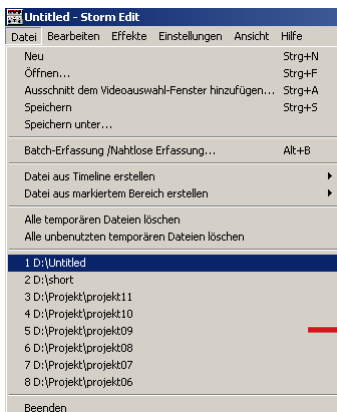 Untitled - Storm Edit
Datei Bearbeiten Effekte Einstellungen Ansicht Hilfe
Neu Strg+N
Öffnen... Strg+F
Ausschnitt dem Videoauswahl-Fenster hinzufügen... Strg+A
Speichern Strg+S
Speichern unter...
Batch-Erfassung /Nahtlose Erfassung... Alt+B
Datei aus Timeline erstellen
Datei aus markiertem Bereich erstellen
Alle temporären Dateien löschen
Alle unbenutzten temporären Dateien löschen
1 D:\Untitled
2 D:\short
3 D:\Projekt\projekt11
4 D:\Projekt\projekt10
5 D:\Projekt\projekt09
6 D:\Projekt\projekt08
7 D:\Projekt\projekt07
8 D:\Projekt\projekt06
Beenden